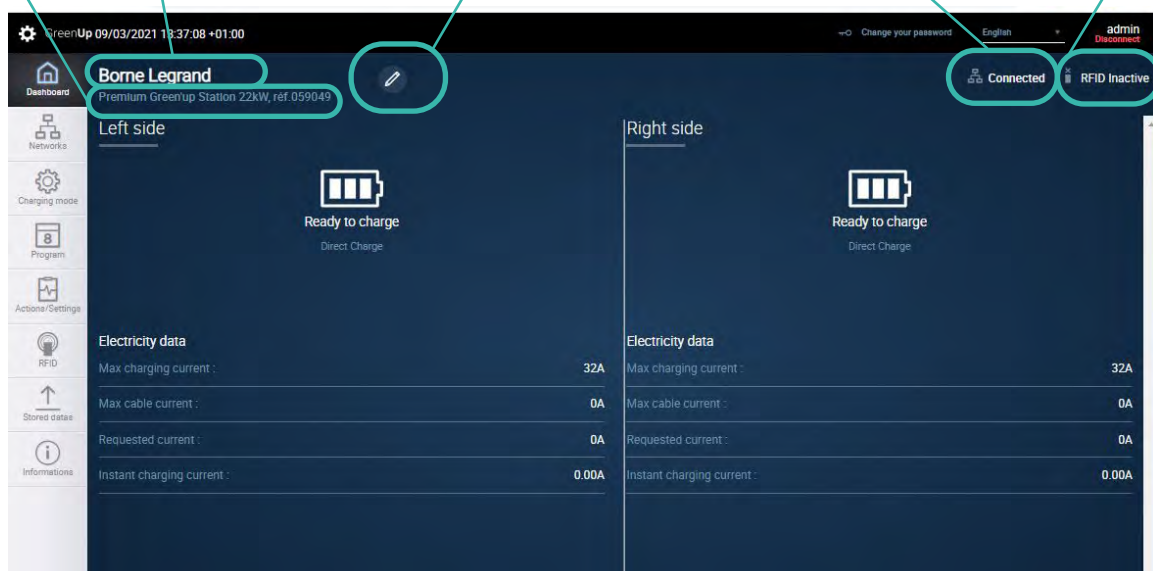 GreenUp 09/03/2021 13:37:08 +01:00
Change your password
English
admin
Disconnect
Dashboard
Borne Legrand
Premium Green'up Station 22kW, réf.059049
Connected
RFID Inactive
Networks
Charging mode
8
Program
Actions/Settings
RFID
Stored datas
Informations
Left side
Ready to charge
Direct Charge
Electricity data
Max charging current : 32A
Max cable current : 0A
Requested current : 0A
Instant charging current : 0.00A
Right side
Ready to charge
Direct Charge
Electricity data
Max charging current : 32A
Max cable current : 0A
Requested current : 0A
Instant charging current : 0.00A